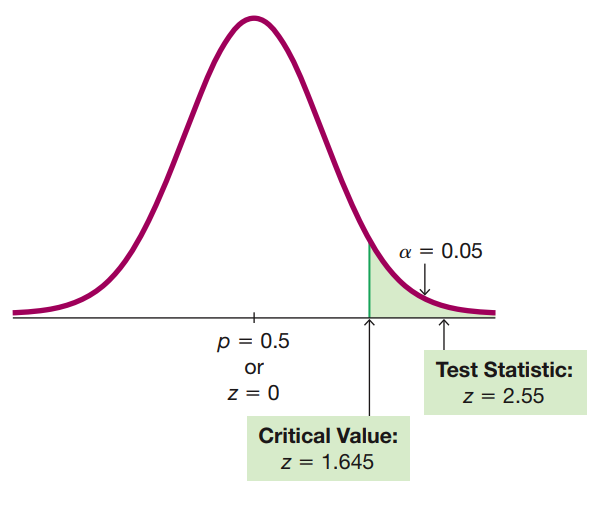 α = 0.05
p = 0.5
or
z = 0
Test Statistic:
z = 2.55
Critical Value:
z = 1.645